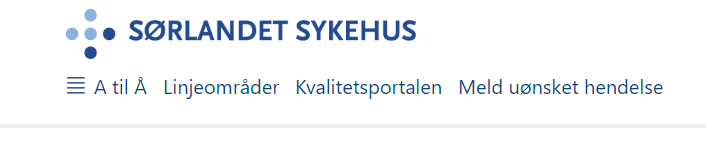 SØRLANDET SYKEHUS
A til Å Linjeområder Kvalitetsportalen Meld uønsket hendelse